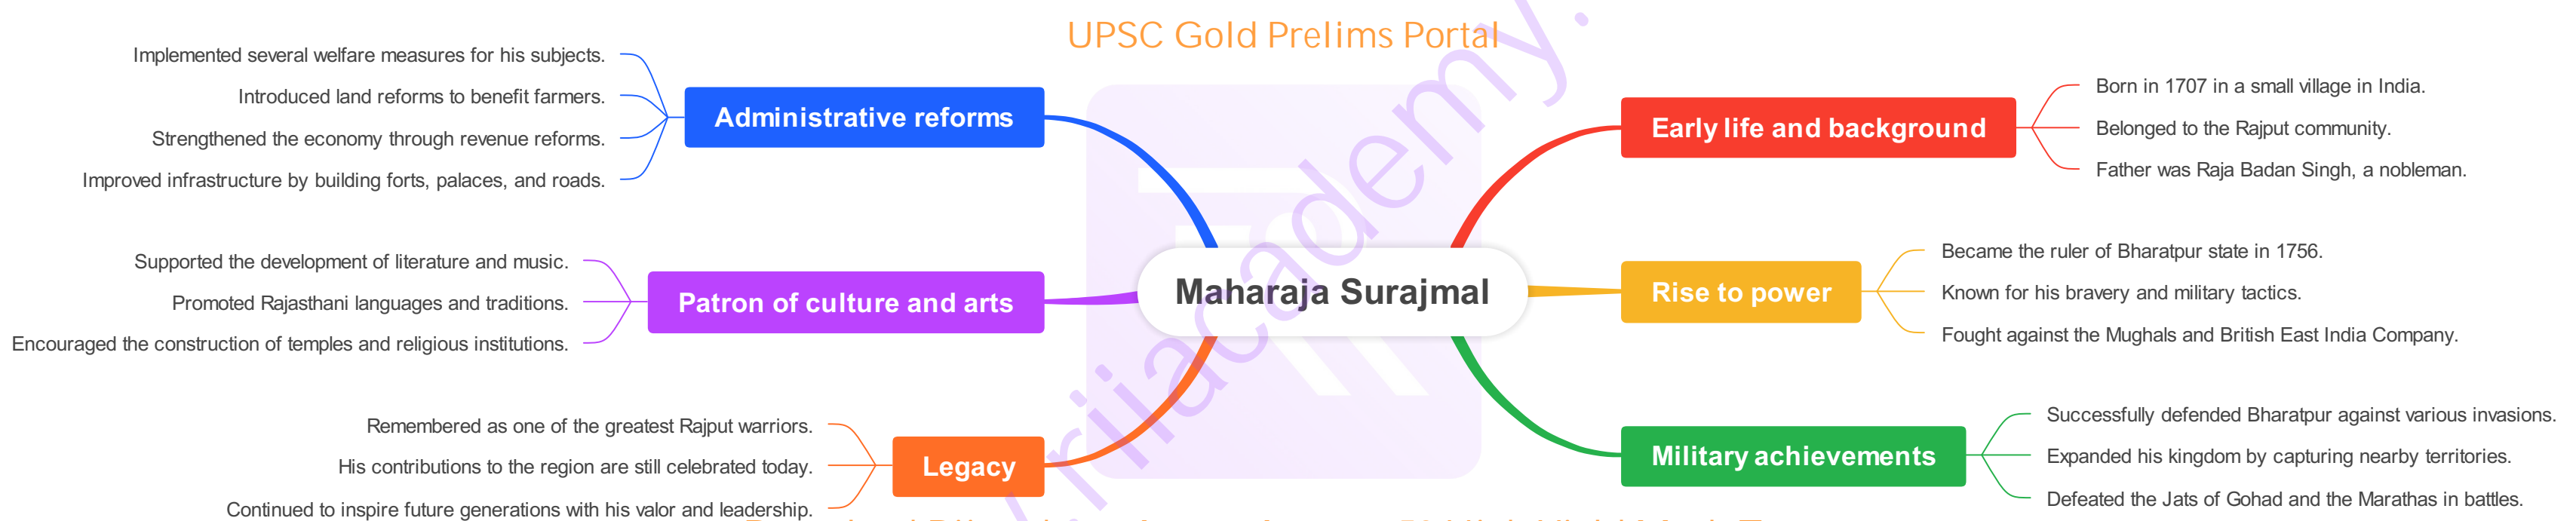 UPSC Gold Prelims Portal
Maharaja Surajmal
Early life and background
Born in 1707 in a small village in India.
Belonged to the Rajput community.
Father was Raja Badan Singh, a nobleman.
Rise to power
Became the ruler of Bharatpur state in 1756.
Known for his bravery and military tactics.
Fought against the Mughals and British East India Company.
Military achievements
Successfully defended Bharatpur against various invasions.
Expanded his kingdom by capturing nearby territories.
Defeated the Jats of Gohad and the Marathas in battles.
Administrative reforms
Implemented several welfare measures for his subjects.
Introduced land reforms to benefit farmers.
Strengthened the economy through revenue reforms.
Improved infrastructure by building forts, palaces, and roads.
Patron of culture and arts
Supported the development of literature and music.
Promoted Rajasthani languages and traditions.
Encouraged the construction of temples and religious institutions.
Legacy
Remembered as one of the greatest Rajput warriors.
His contributions to the region are still celebrated today.
Continued to inspire future generations with his valor and leadership.